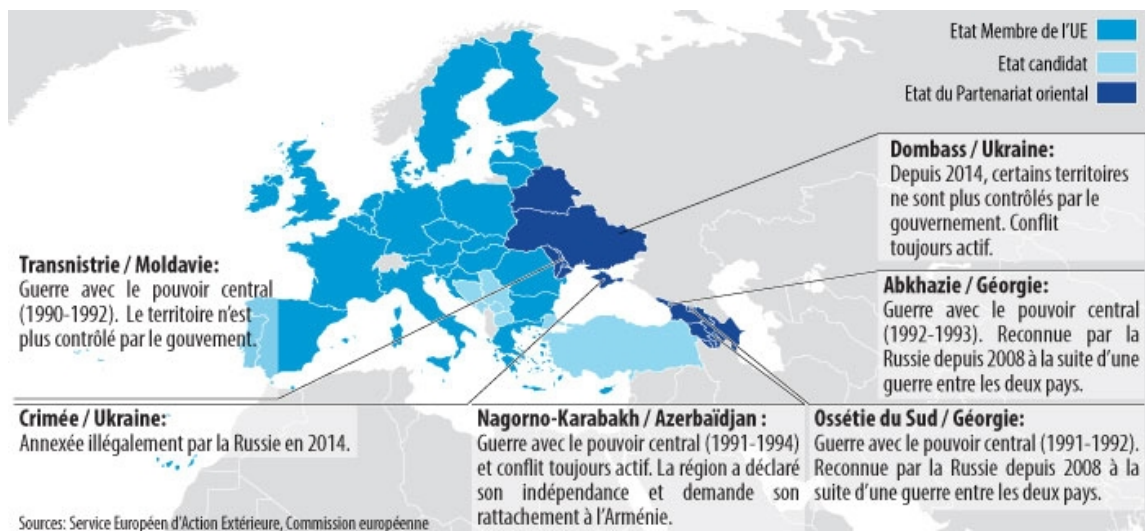 Etat Membre de l'UE
Etat candidat
Etat du Partenariat oriental
Dombass / Ukraine:
Depuis 2014, certains territoires
ne sont plus contrôlés par le
gouvernement. Conflit
toujours actif.
Transnistrie / Moldavie:
Guerre avec le pouvoir central
(1990-1992). Le territoire n'est
plus contrôlé par le gouvment.
Abkhazie / Géorgie:
Guerre avec le pouvoir central
(1992-1993). Reconnue par la
Russie depuis 2008 à la suite d'une
guerre entre les deux pays.
Crimée / Ukraine:
Annexée illégalement par la Russie en 2014.
Nagorno-Karabakh / Azerbaïdjan :
Guerre avec le pouvoir central (1991-1994)
et conflit toujours actif. La région a déclaré
son indépendance et demande son
rattachement à l'Arménie.
Ossétie du Sud / Géorgie:
Guerre avec le pouvoir central (1991-1992).
Reconnue par la Russie depuis 2008 à la
suite d'une guerre entre les deux pays.
Sources: Service Européen d'Action Extérieure, Commission européenne